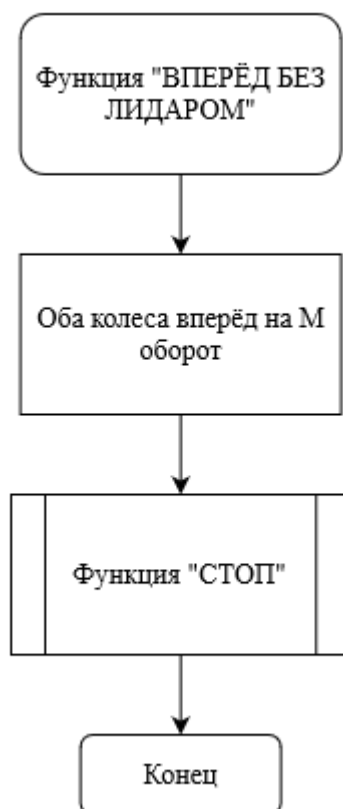 Функция "ВПЕРЁД БЕЗ
ЛИДАРОМ"
Оба колеса вперёд на М
оборот
Функция "СТОП"
Конец